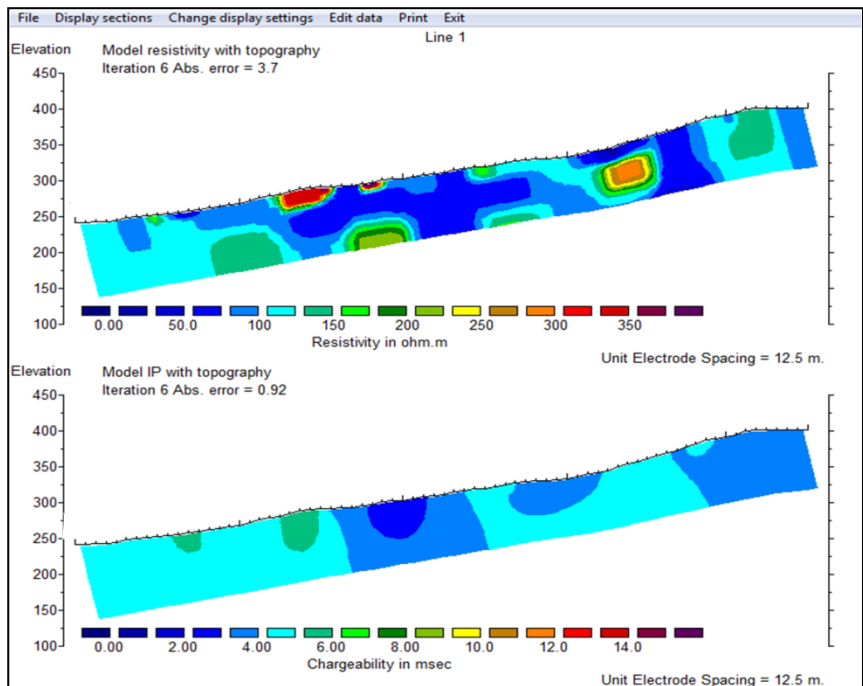 File Display sections Change display settings Edit data Print Exit
Line 1
Elevation Model resistivity with topography
Iteration 6 Abs. error = 3.7
450
400
350
300
250
200
150
100
0.00 50.0 100 150 200 250 300 350
Resistivity in ohm.m
Unit Electrode Spacing = 12.5 m.
Elevation Model IP with topography
Iteration 6 Abs. error = 0.92
450
400
350
300
250
200
150
100
0.00 2.00 4.00 6.00 8.00 10.0 12.0 14.0
Chargeability in msec
Unit Electrode Spacing = 12.5 m.